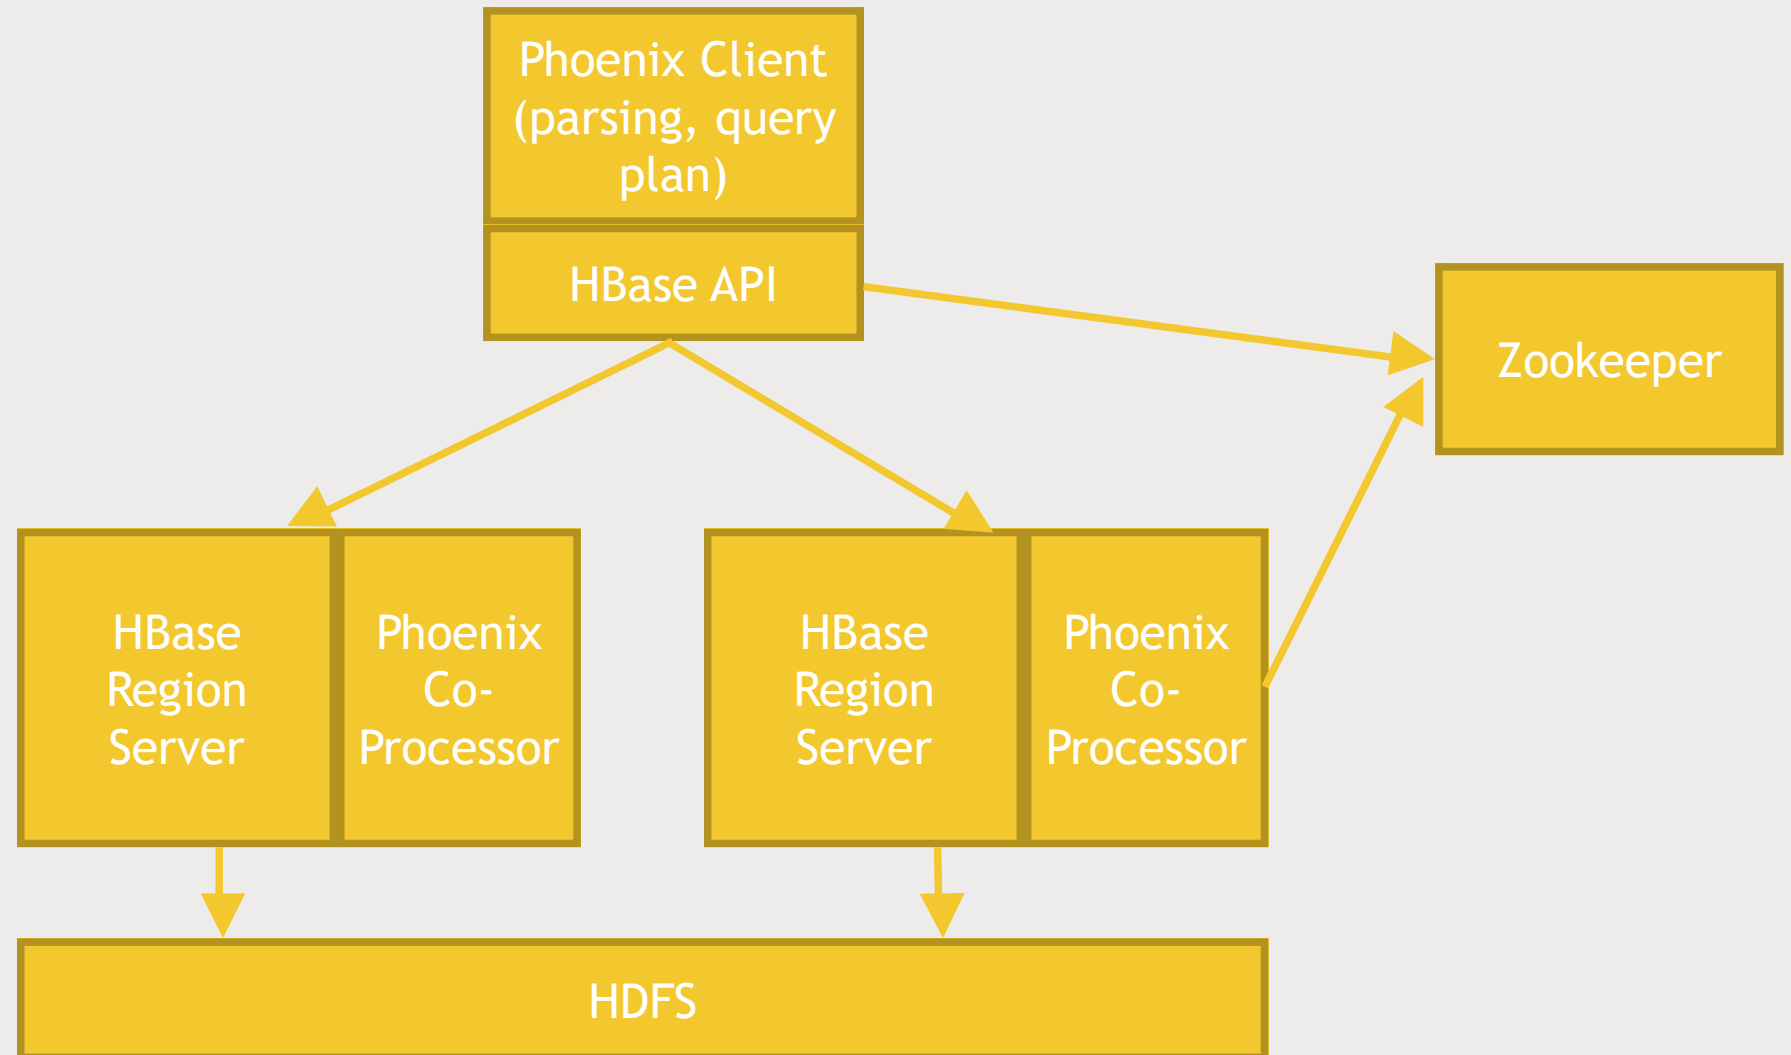 Phoenix Client
(parsing, query
plan)
HBase API
Zookeeper
HBase
Region
Server
Phoenix
Co-
Processor
HBase
Region
Server
Phoenix
Co-
Processor
HDFS